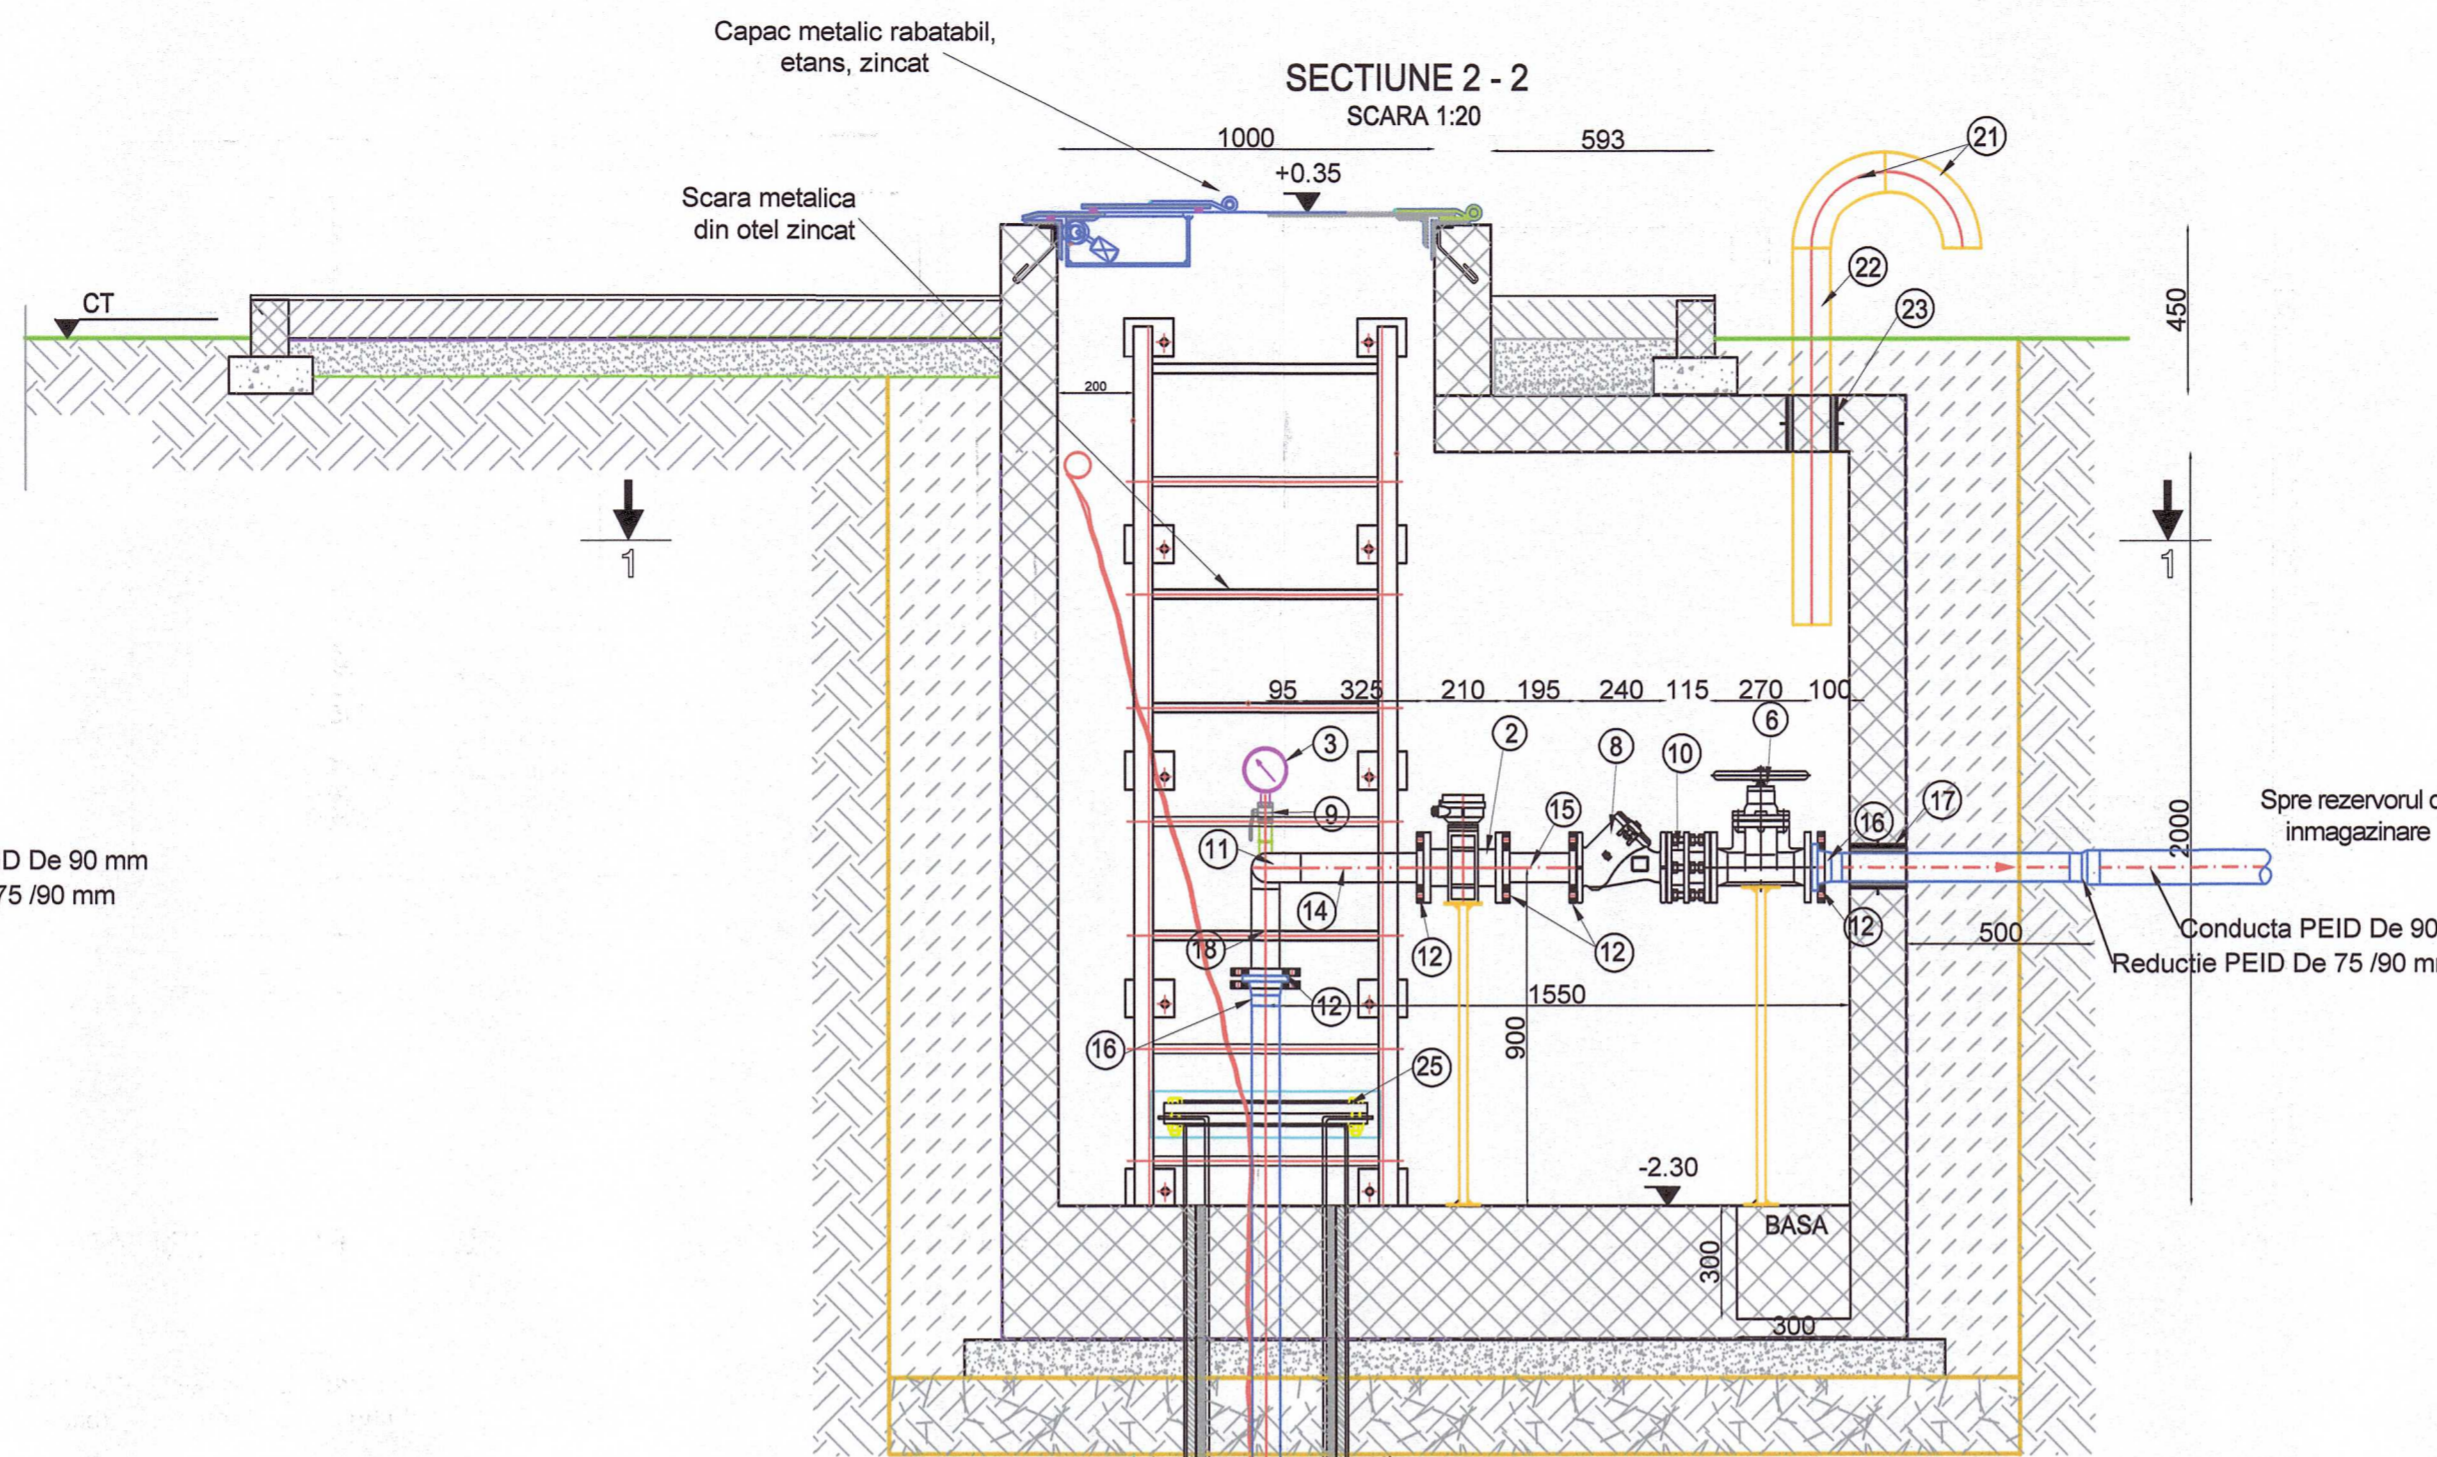 Capac metalic rabatabil,
etans, zincat
SECTIUNE 2 - 2
SCARA 1:20
1000
593
21
+0.35
Scara metalica
din otel zincat
22
450
CT
23
200
1
1
95 325 210 195 240 115 270 100
6
2
3
8
10
17
Spre rezervorul
inmagazinare
15
9
16
2000
11
De 90 mm
75 /90 mm
14
12
Conducta PEID De 90
18
12
12
500
Reductie PEID De 75 /90
1550
12
900
16
25
-2.30
BASA
300
300